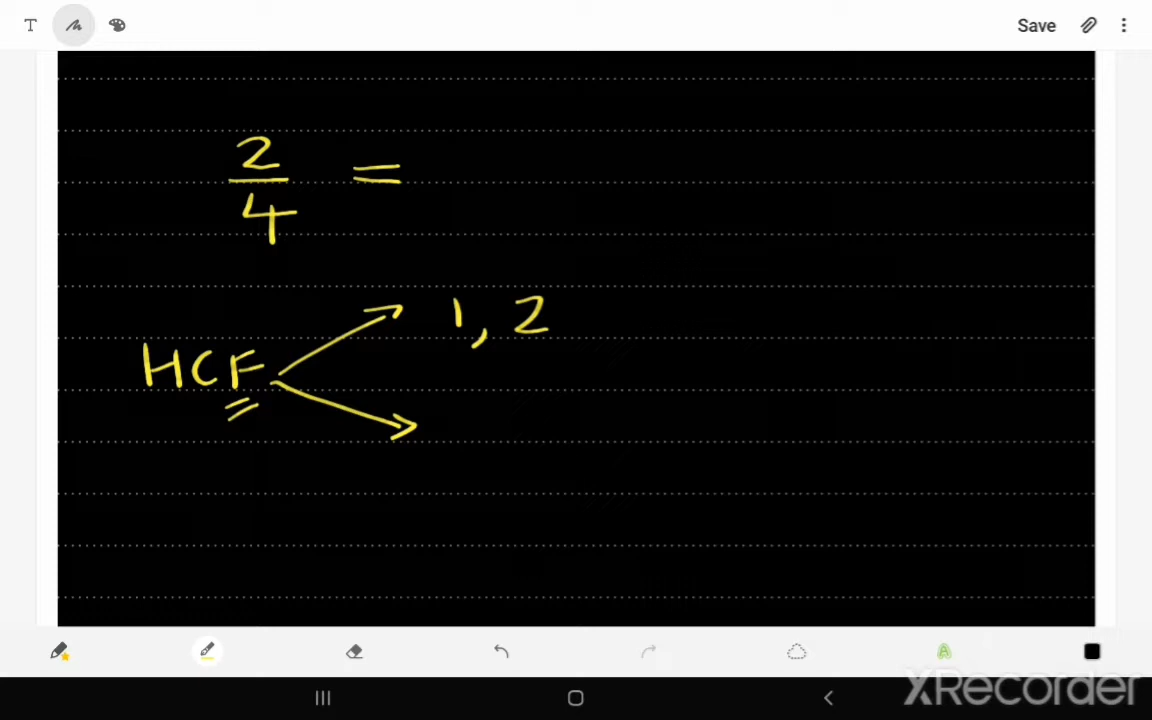 T Save
2/4 =
1, 2
HCF
A
XRecorder